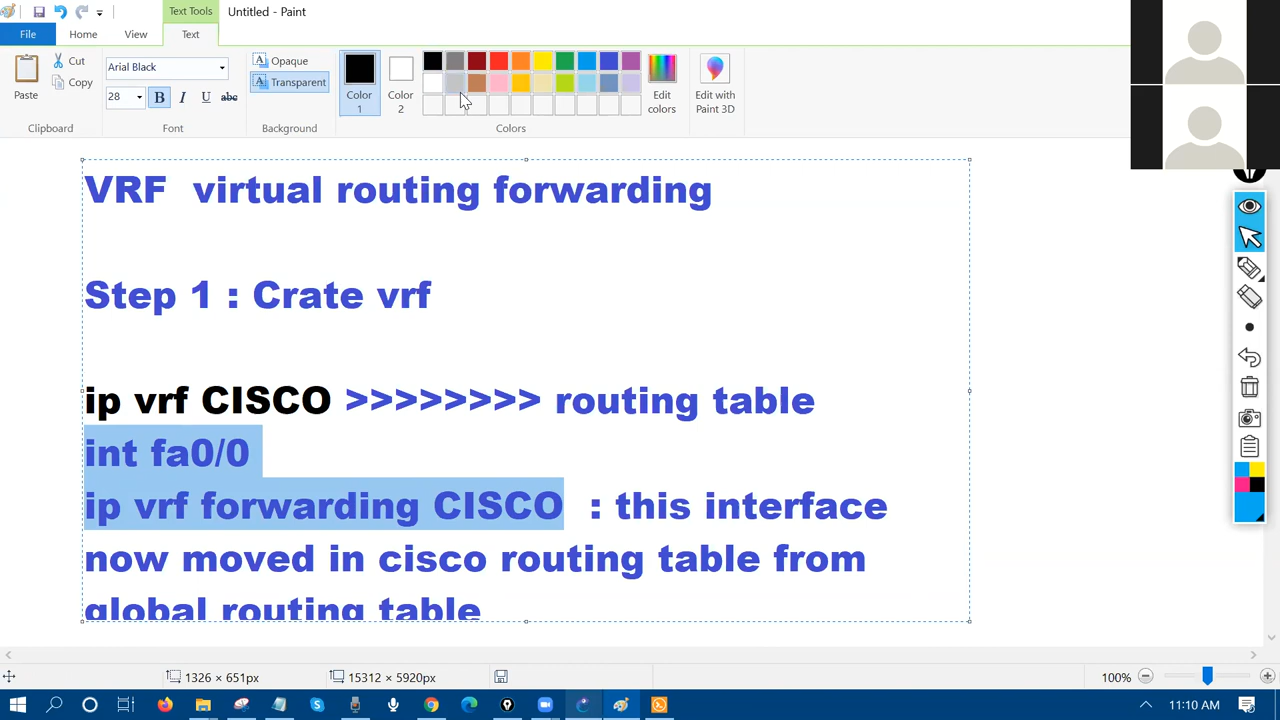 Text Tools
Untitled - Paint
File
Home
View
Text
Paste
Cut
Copy
Clipboard
Arial Black
28
B
I
U
abc
Font
Opaque
Transparent
Background
Color
1
Color
2
Edit
colors
Colors
Edit with
Paint 3D
VRF virtual routing forwarding
Step 1 : Crate vrf
ip vrf CISCO >>>>>>>> routing table
int fa0/0
ip vrf forwarding CISCO : this interface
now moved in cisco routing table from
global routing table
1326 × 651px
15312 × 5920px
100%
11:10 AM